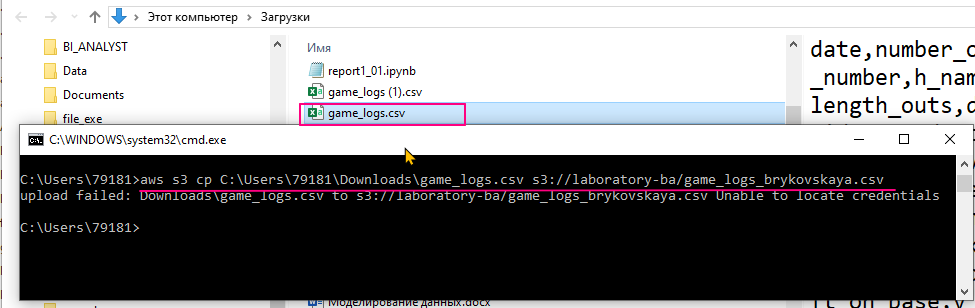 Этот компьютер > Загрузки
BI_ANALYST
Data
Documents
file_exe
Имя
report1_01.ipynb
game_logs (1).csv
game_logs.csv
date,number_o
_number,h_nam
length_outs,d
C:\WINDOWS\system32\cmd.exe
C:\Users\79181>aws s3 cp C:\Users\79181\Downloads\game_logs.csv s3://laboratory-ba/game_logs_brykovskaya.csv
upload failed: Downloads\game_logs.csv to s3://laboratory-ba/game_logs_brykovskaya.csv Unable to locate credentials
C:\Users\79181>
Моделирование данных.docx